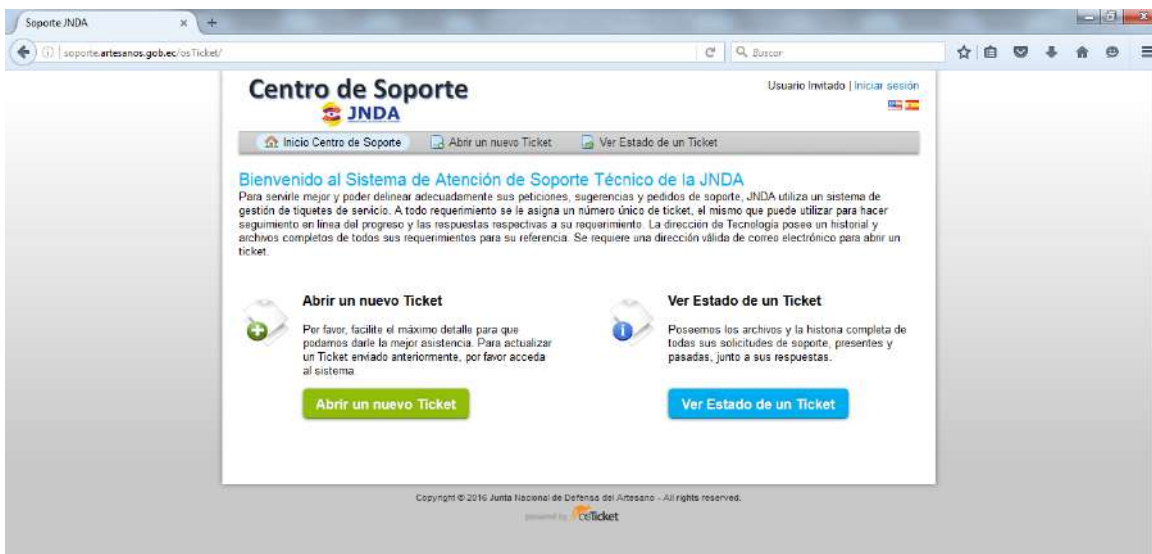 Soporte JNDA
soporte.artesanos.gob.ec/osTicket/
Buscar
Centro de Soporte
JNDA
Usuario Invitado | Iniciar sesión
Inicio Centro de Soporte
Abrir un nuevo Ticket
Ver Estado de un Ticket
Bienvenido al Sistema de Atención de Soporte Técnico de la JNDA
Para servirle mejor y poder delinear adecuadamente sus peticiones, sugerencias y pedidos de soporte, JNDA utiliza un sistema de
gestión de tiquetes de servicio. A todo requerimiento se le asigna un número único de ticket, el mismo que puede utilizar para hacer
seguimiento en línea del progreso y las respuestas respectivas a su requerimiento. La dirección de Tecnología posee un historial y
archivos completos de todos sus requerimientos para su referencia. Se requiere una dirección válida de correo electrónico para abrir un
ticket.
Abrir un nuevo Ticket
Por favor, facilite el máximo detalle para que
podamos darle la mejor asistencia. Para actualizar
un Ticket enviado anteriormente, por favor acceda
al sistema
Abrir un nuevo Ticket
Ver Estado de un Ticket
Poseemos los archivos y la historia completa de
todas sus solicitudes de soporte, presentes y
pasadas, junto a sus respuestas.
Ver Estado de un Ticket
Copyright © 2016 Junta Nacional de Defensa del Artesano - All rights reserved.
powered by osTicket